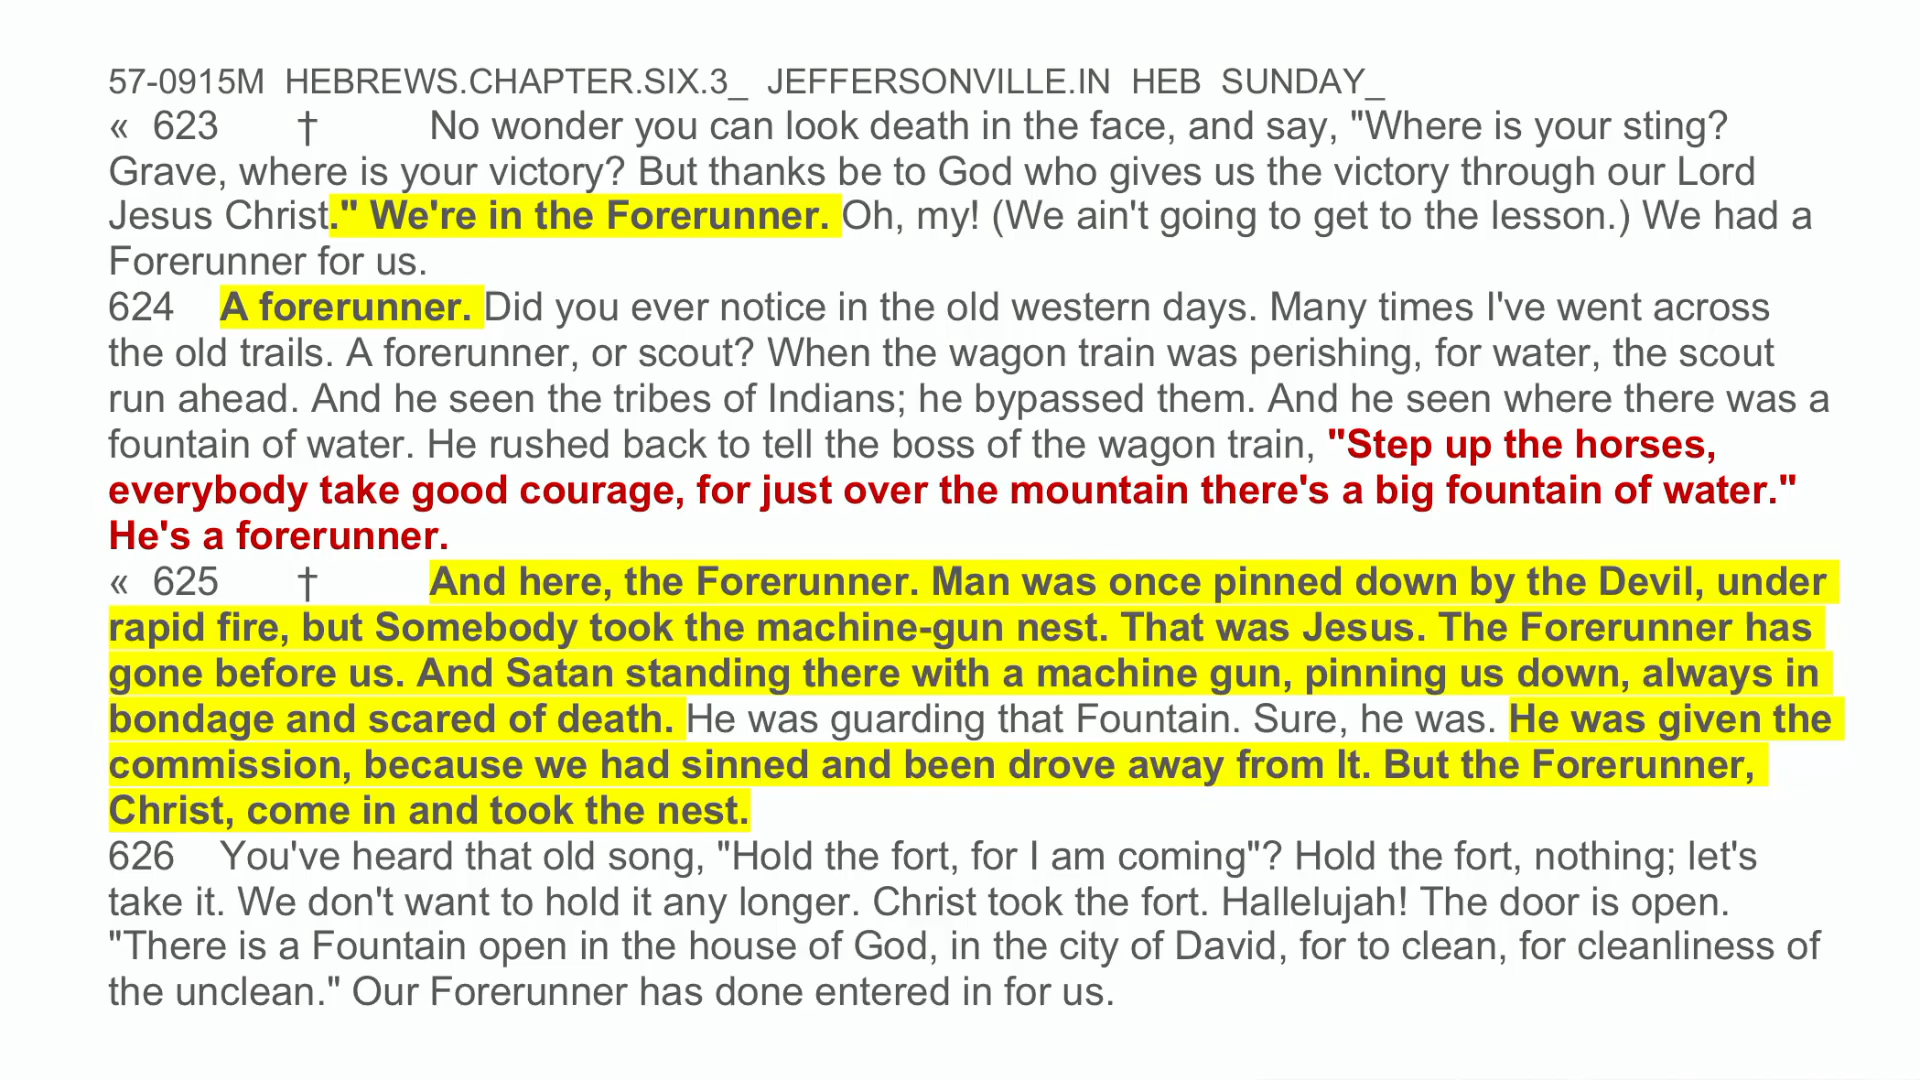 57-0915M HEBREWS.CHAPTER.SIX.3_ JEFFERSONVILLE.IN HEB SUNDAY_
« 623 † No wonder you can look death in the face, and say, "Where is your sting?
Grave, where is your victory? But thanks be to God who gives us the victory through our Lord
Jesus Christ." We're in the Forerunner. Oh, my! (We ain't going to get to the lesson.) We had a
Forerunner for us.
624 A forerunner. Did you ever notice in the old western days. Many times I've went across
the old trails. A forerunner, or scout? When the wagon train was perishing, for water, the scout
run ahead. And he seen the tribes of Indians; he bypassed them. And he seen where there was a
fountain of water. He rushed back to tell the boss of the wagon train, "Step up the horses,
everybody take good courage, for just over the mountain there's a big fountain of water."
He's a forerunner.
« 625 † And here, the Forerunner. Man was once pinned down by the Devil, under
rapid fire, but Somebody took the machine-gun nest. That was Jesus. The Forerunner has
gone before us. And Satan standing there with a machine gun, pinning us down, always in
bondage and scared of death. He was guarding that Fountain. Sure, he was. He was given the
commission, because we had sinned and been drove away from It. But the Forerunner,
Christ, come in and took the nest.
626 You've heard that old song, "Hold the fort, for I am coming"? Hold the fort, nothing; let's
take it. We don't want to hold it any longer. Christ took the fort. Hallelujah! The door is open.
"There is a Fountain open in the house of God, in the city of David, for to clean, for cleanliness of
the unclean." Our Forerunner has done entered in for us.